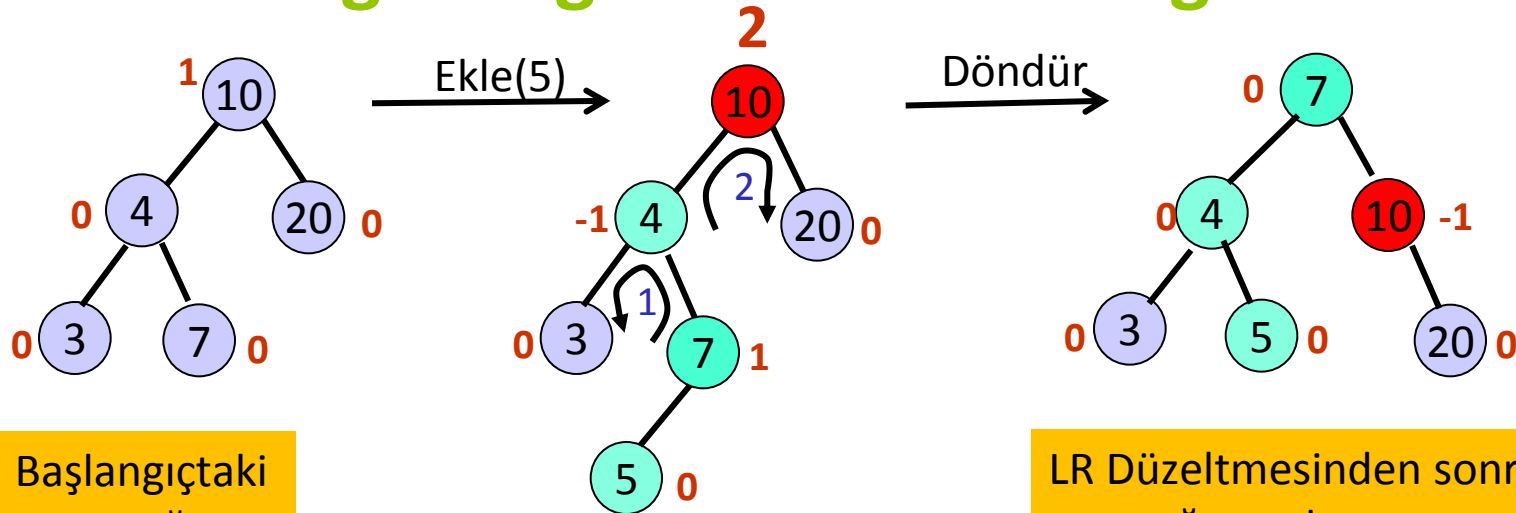 2
1 10 Ekle(5) 10 Döndür 0 7
0 4 20 0 -1 4 2 20 0 0 4 10 -1
0 3 7 0 0 3 1 7 1 0 3 5 0 20 0
5 0
Başlangıçtaki
LR Düzeltmesinden